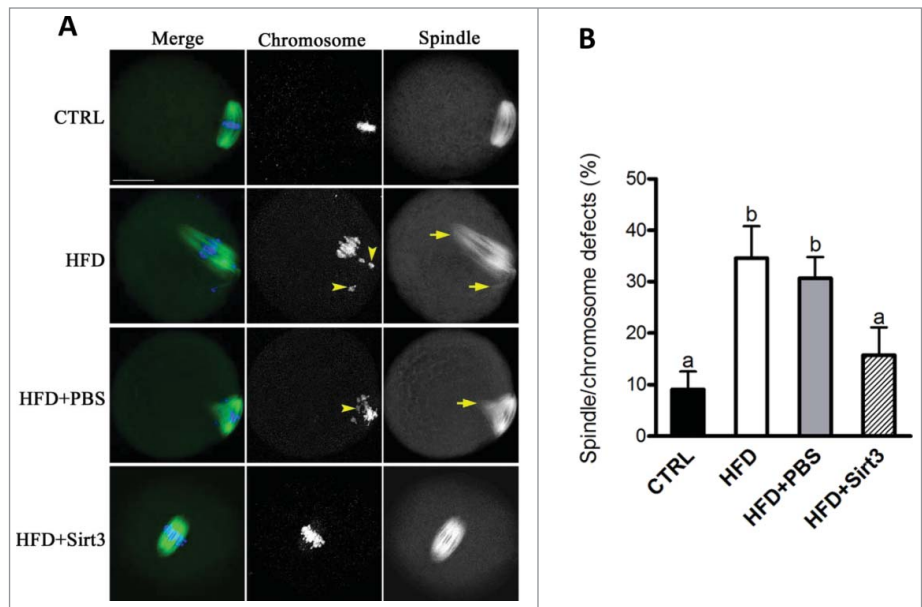 A
Merge Chromosome Spindle
CTRL
HFD
HFD+PBS
HFD+Sirt3
B
Spindle/chromosome defects (%)
50
40
30
20
10
0
a
b
b
a
CTRL
HFD
HFD+PBS
HFD+Sirt3